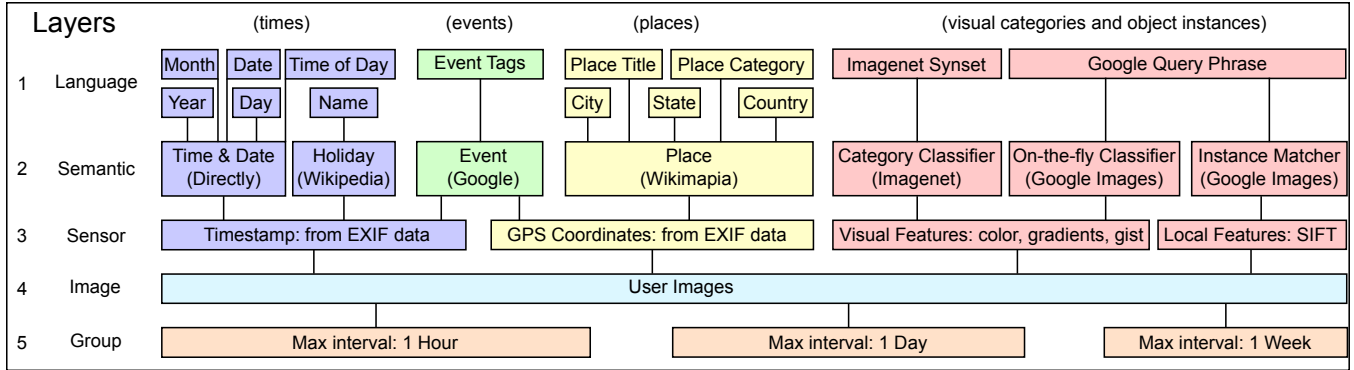 Layers (times) (events) (places) (visual categories and object instances)
Month Date Time of Day Event Tags Place Title Place Category Imagenet Synset Google Query Phrase
1 Language
Year Day Name City State Country
Time & Date Holiday Event Place Category Classifier On-the-fly Classifier Instance Matcher
2 Semantic
(Directly) (Wikipedia) (Google) (Wikimapia) (Imagenet) (Google Images) (Google Images)
3 Sensor Timestamp: from EXIF data GPS Coordinates: from EXIF data Visual Features: color, gradients, gist Local Features: SIFT
4 Image User Images
5 Group Max interval: 1 Hour Max interval: 1 Day Max interval: 1 Week